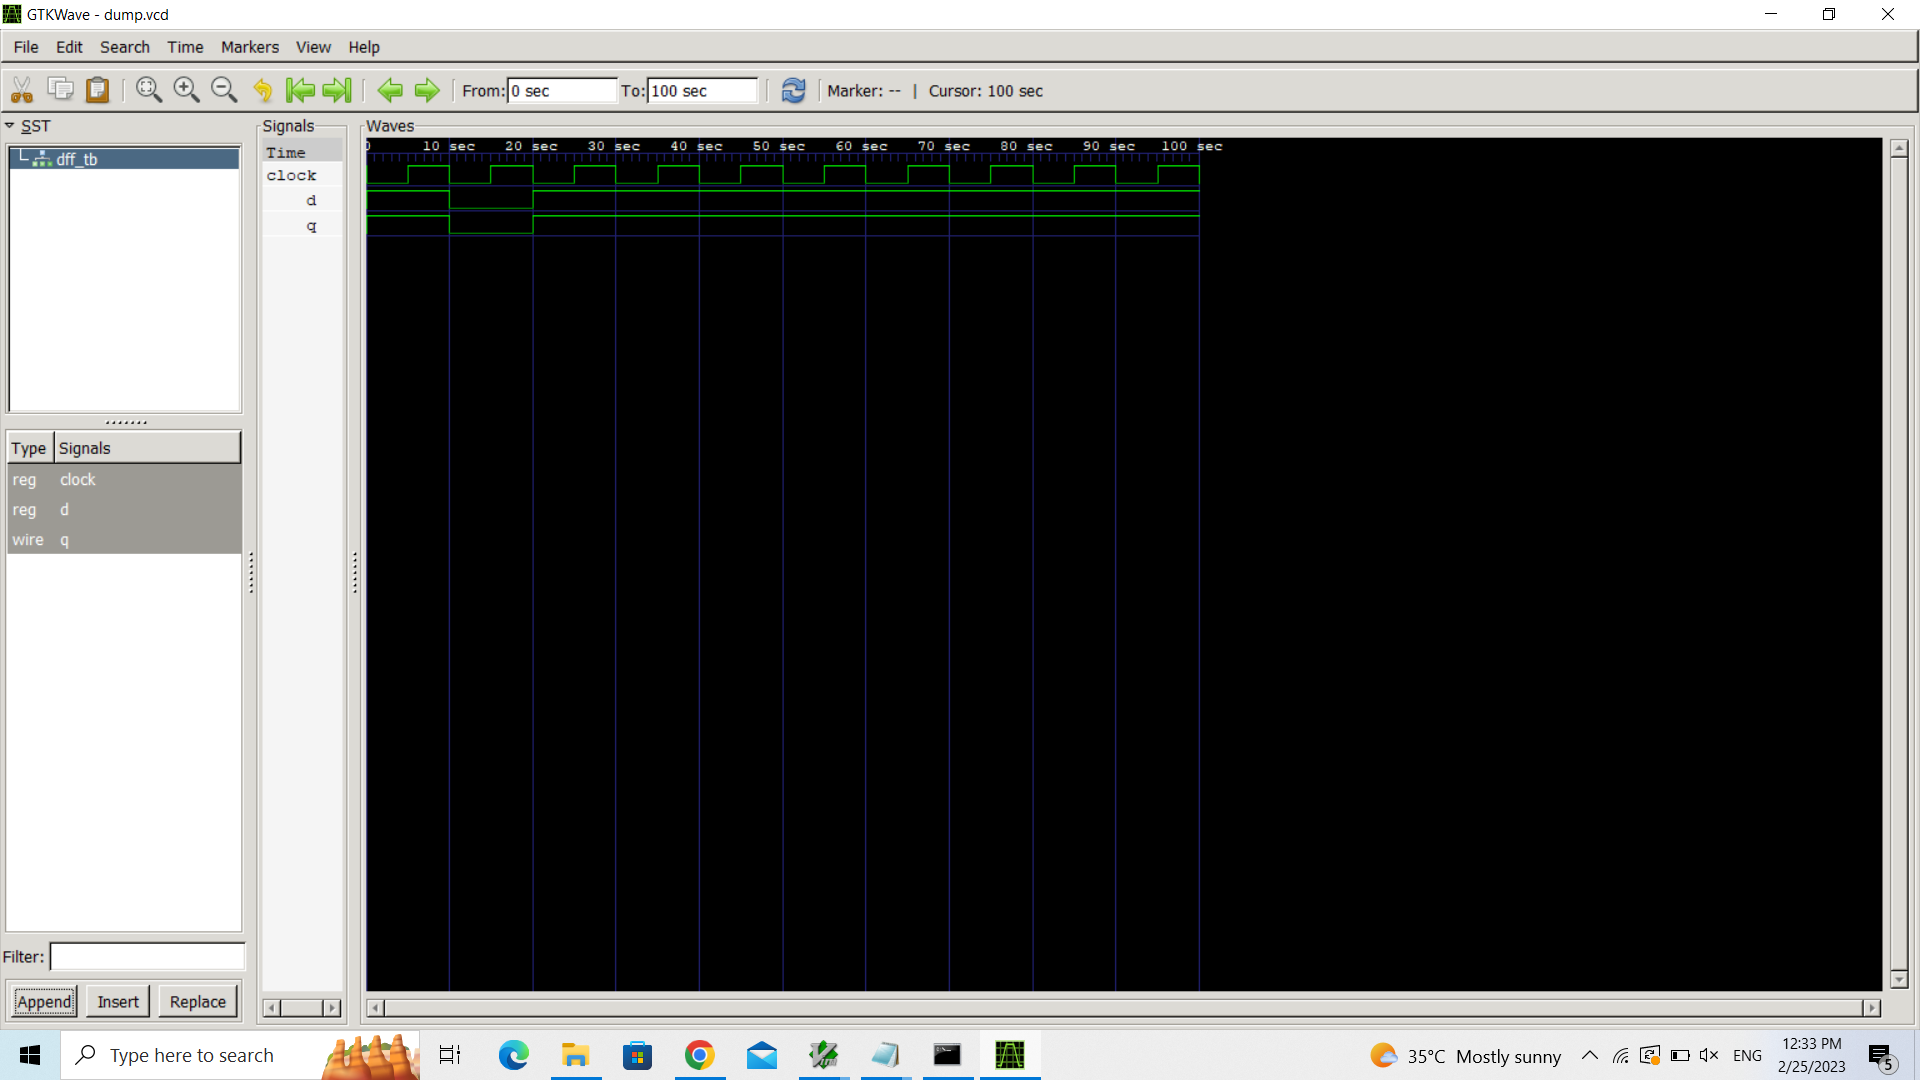 GTKWave - dump.vcd
File Edit Search Time Markers View Help
From: 0 sec To: 100 sec Marker: -- | Cursor: 100 sec
SST
dff_tb
Type Signals
reg clock
reg d
wire q
Filter:
Append Insert Replace
Signals
Time
clock
d
q
Waves
0 10 sec 20 sec 30 sec 40 sec 50 sec 60 sec 70 sec 80 sec 90 sec 100 sec
Type here to search
35°C Mostly sunny
ENG
12:33 PM
2/25/2023
5